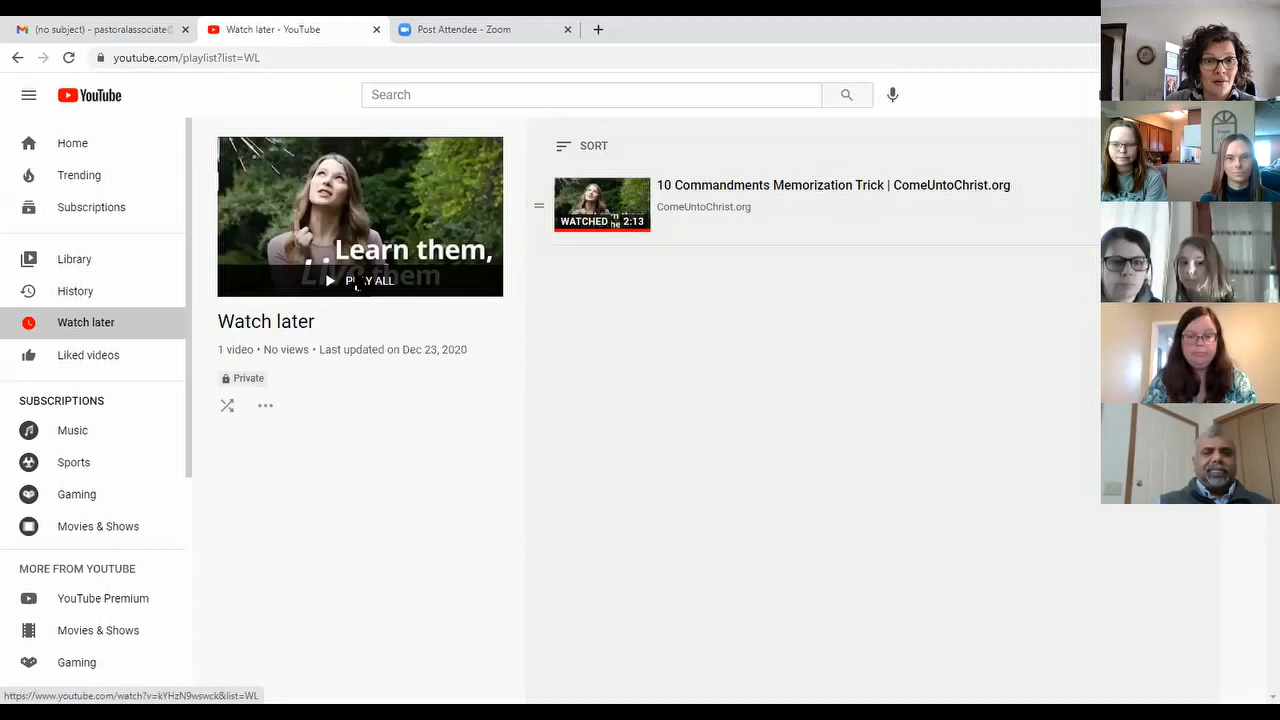 (no subject) - pastoralassociate@
Watch later - YouTube
Post Attendee - Zoom
youtube.com/playlist?list=WL
YouTube
Search
Home
Trending
Subscriptions
Library
History
Watch later
Liked videos
SUBSCRIPTIONS
Music
Sports
Gaming
Movies & Shows
MORE FROM YOUTUBE
YouTube Premium
Movies & Shows
Gaming
https://www.youtube.com/watch?v=kYHzN9wswck&list=WL
Learn them,
Live them
PLAY ALL
Watch later
1 video • No views • Last updated on Dec 23, 2020
Private
SORT
WATCHED 2:13
10 Commandments Memorization Trick | ComeUntoChrist.org
ComeUntoChrist.org